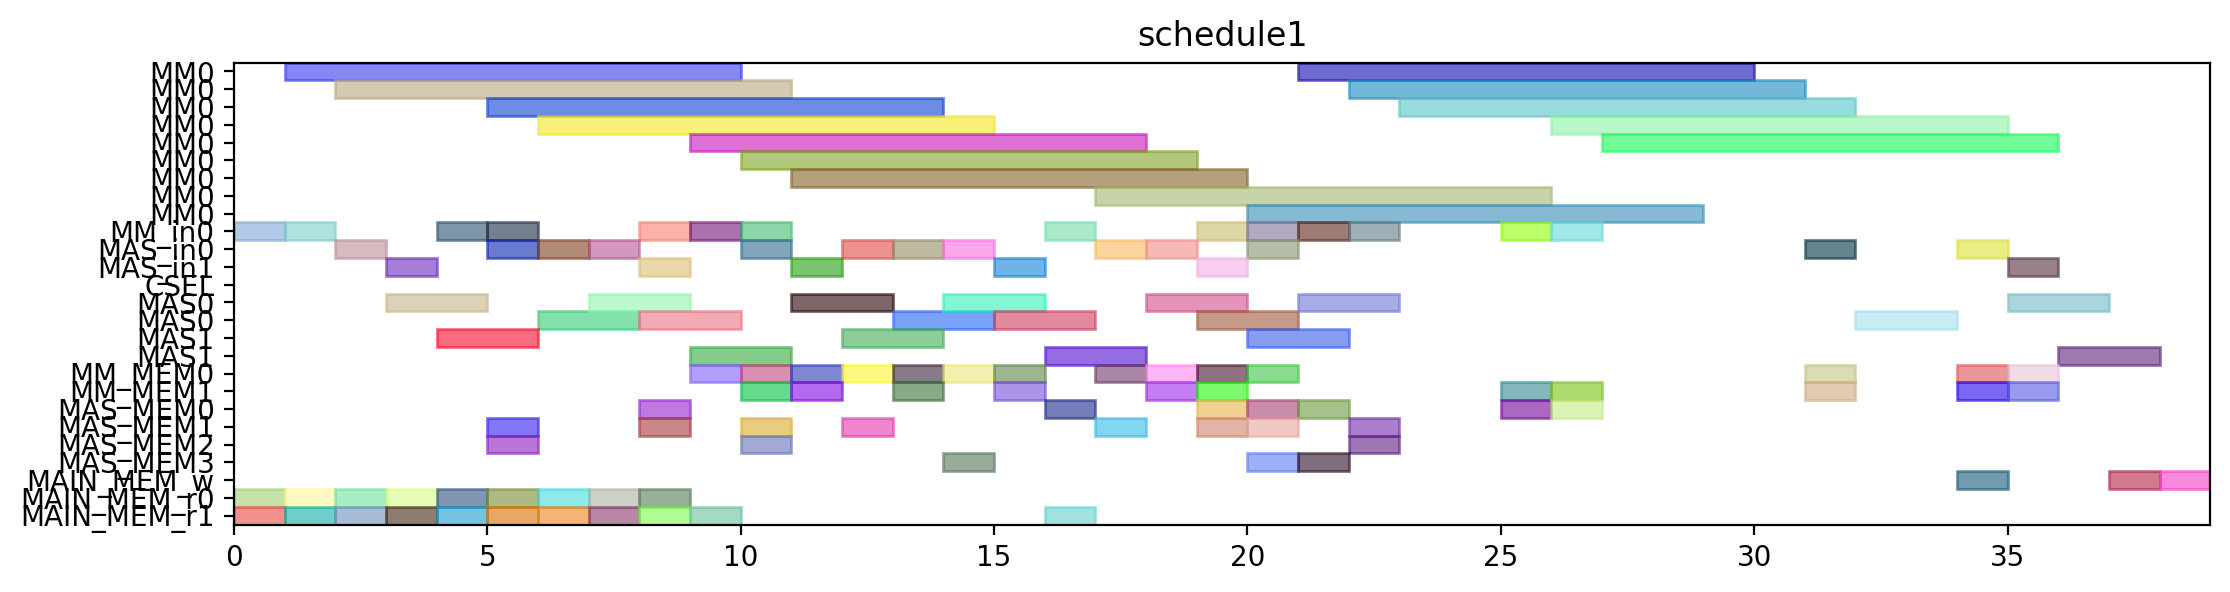 schedule1
MM0
MM0
MM0
MM0
MM0
MM0
MM0
MM0
MM0
MM_in0
MAS_in0
MAS_in1
CSEL
MAS0
MAS0
MAS1
MAS1
MM_MEM0
MM_MEM1
MAS_MEM0
MAS_MEM1
MAS_MEM2
MAS_MEM3
MAIN_MEM_w
MAIN_MEM_r0
MAIN_MEM_r1
0 5 10 15 20 25 30 35